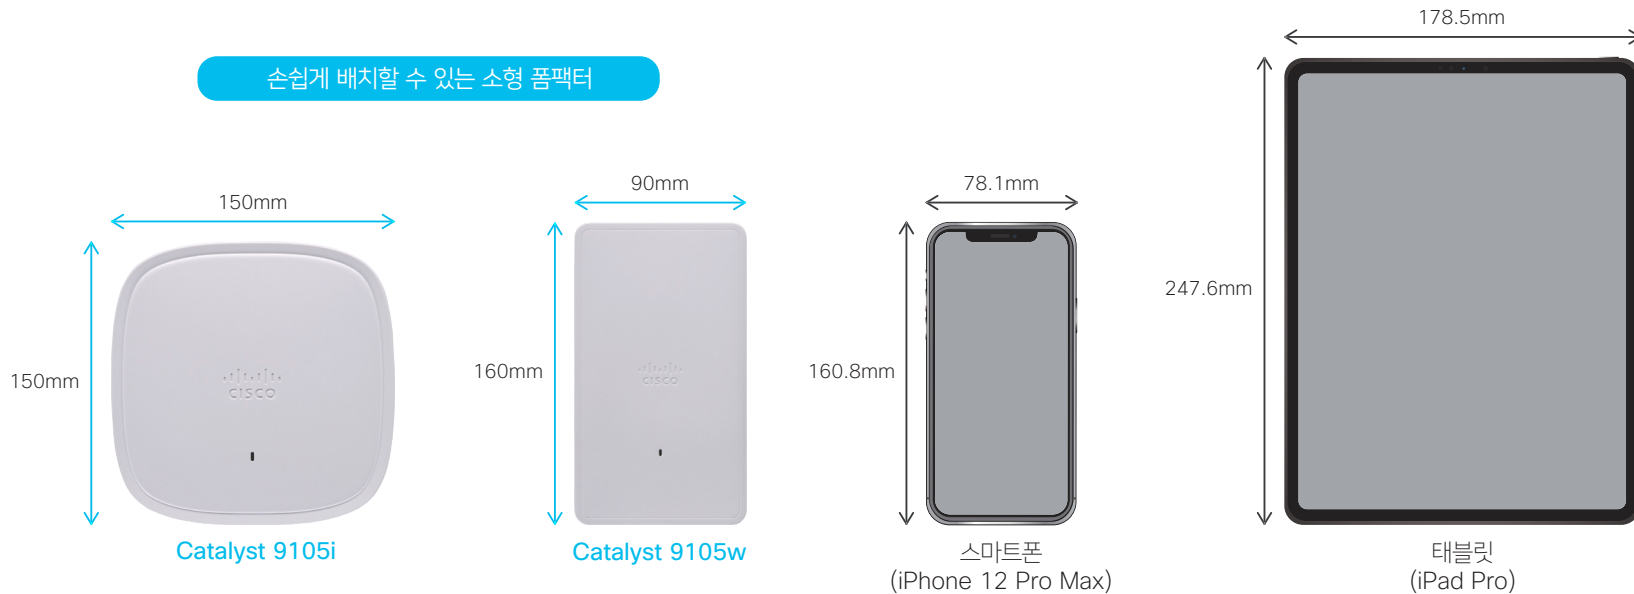 손쉽게 배치할 수 있는 소형 폼팩터
150mm
150mm
CISCO
Catalyst 9105i
90mm
160mm
CISCO
Catalyst 9105w
78.1mm
160.8mm
스마트폰
(iPhone 12 Pro Max)
178.5mm
247.6mm
태블릿
(iPad Pro)